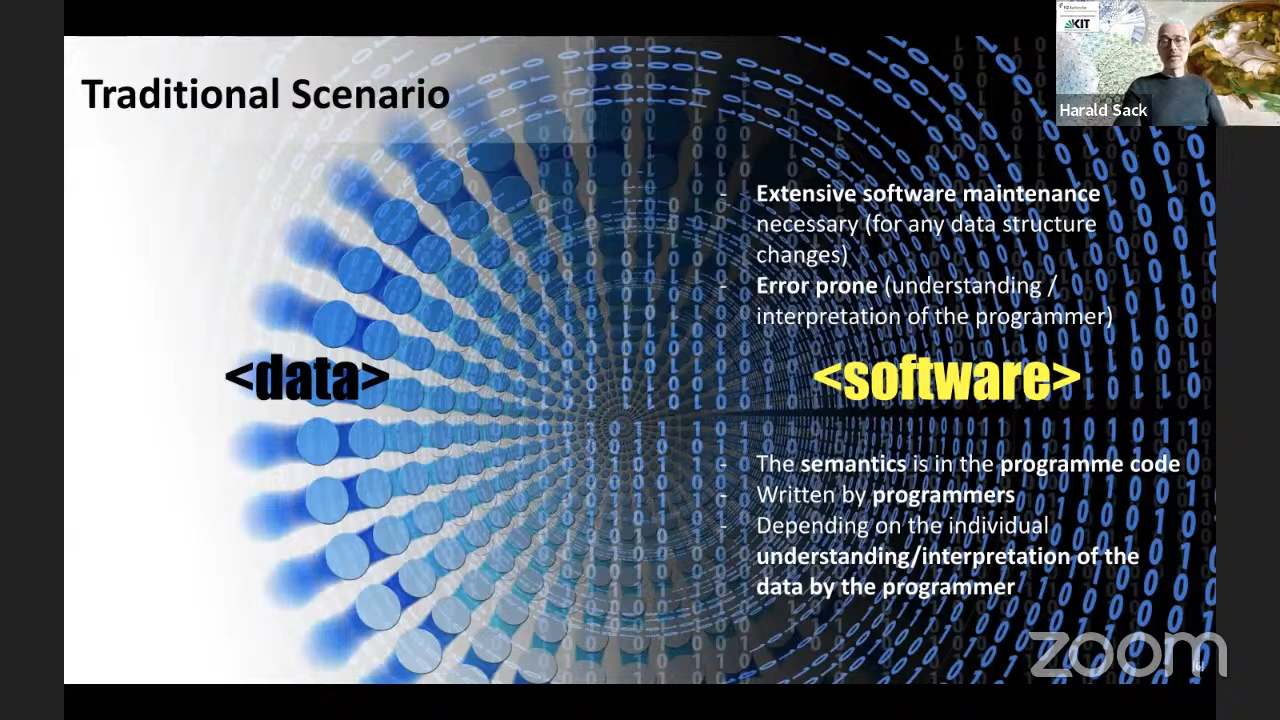 Traditional Scenario
KIT
Harald Sack
- Extensive software maintenance
necessary (for any data structure
changes)
- Error prone (understanding /
interpretation of the programmer)
<data>
<software>
- The semantics is in the programme code
- Written by programmers
- Depending on the individual
understanding/interpretation of the
data by the programmer
zoom